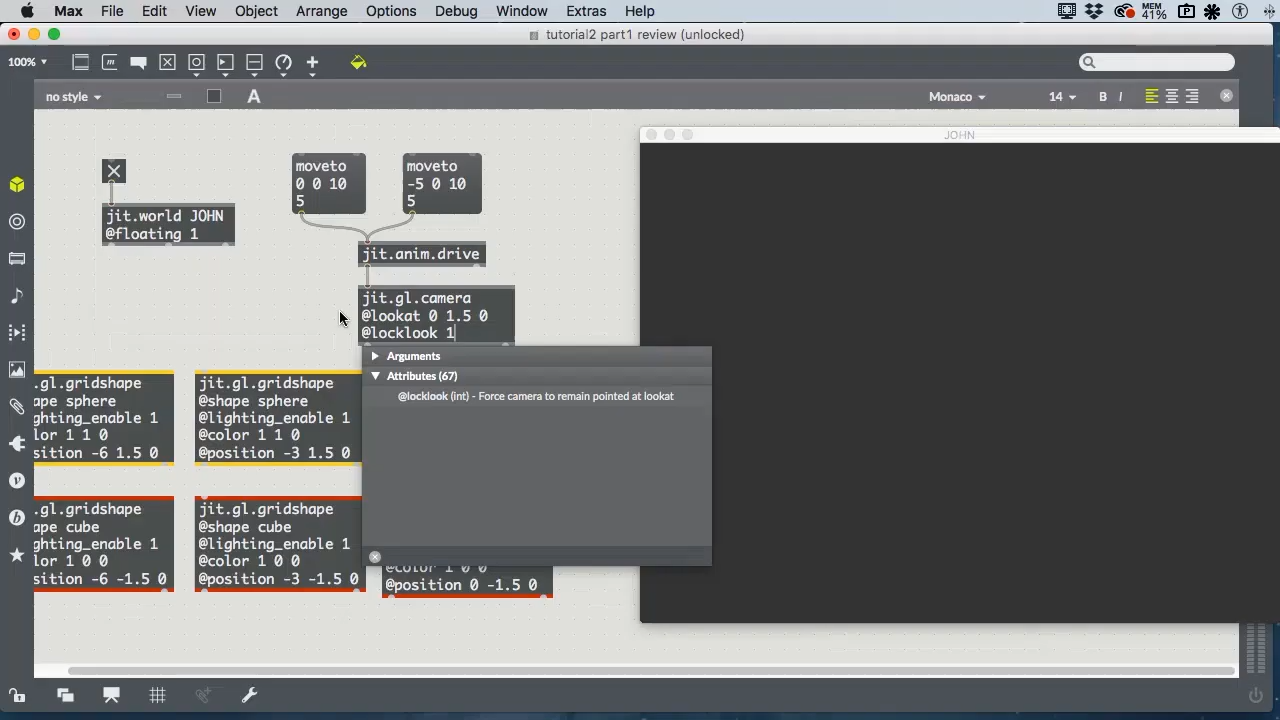 Max File Edit View Object Arrange Options Debug Window Extras Help MEM 41%
tutorial2 part1 review (unlocked)
100%
no style A Monaco 14 B I
JOHN
jit.world JOHN
@floating 1
moveto
0 0 10
5
moveto
-5 0 10
5
jit.anim.drive
jit.gl.camera
@lookat 0 1.5 0
@locklook 1
Arguments
Attributes (67)
@locklook (int) - Force camera to remain pointed at lookat
.gl.gridshape
ape sphere
ghting_enable 1
lor 1 1 0
sition -6 1.5 0
jit.gl.gridshape
@shape sphere
@lighting_enable 1
@color 1 1 0
@position -3 1.5 0
.gl.gridshape
ape cube
ghting_enable 1
lor 1 0 0
sition -6 -1.5 0
jit.gl.gridshape
@shape cube
@lighting_enable 1
@color 1 0 0
@position -3 -1.5 0
@color 1 0 0
@position 0 -1.5 0